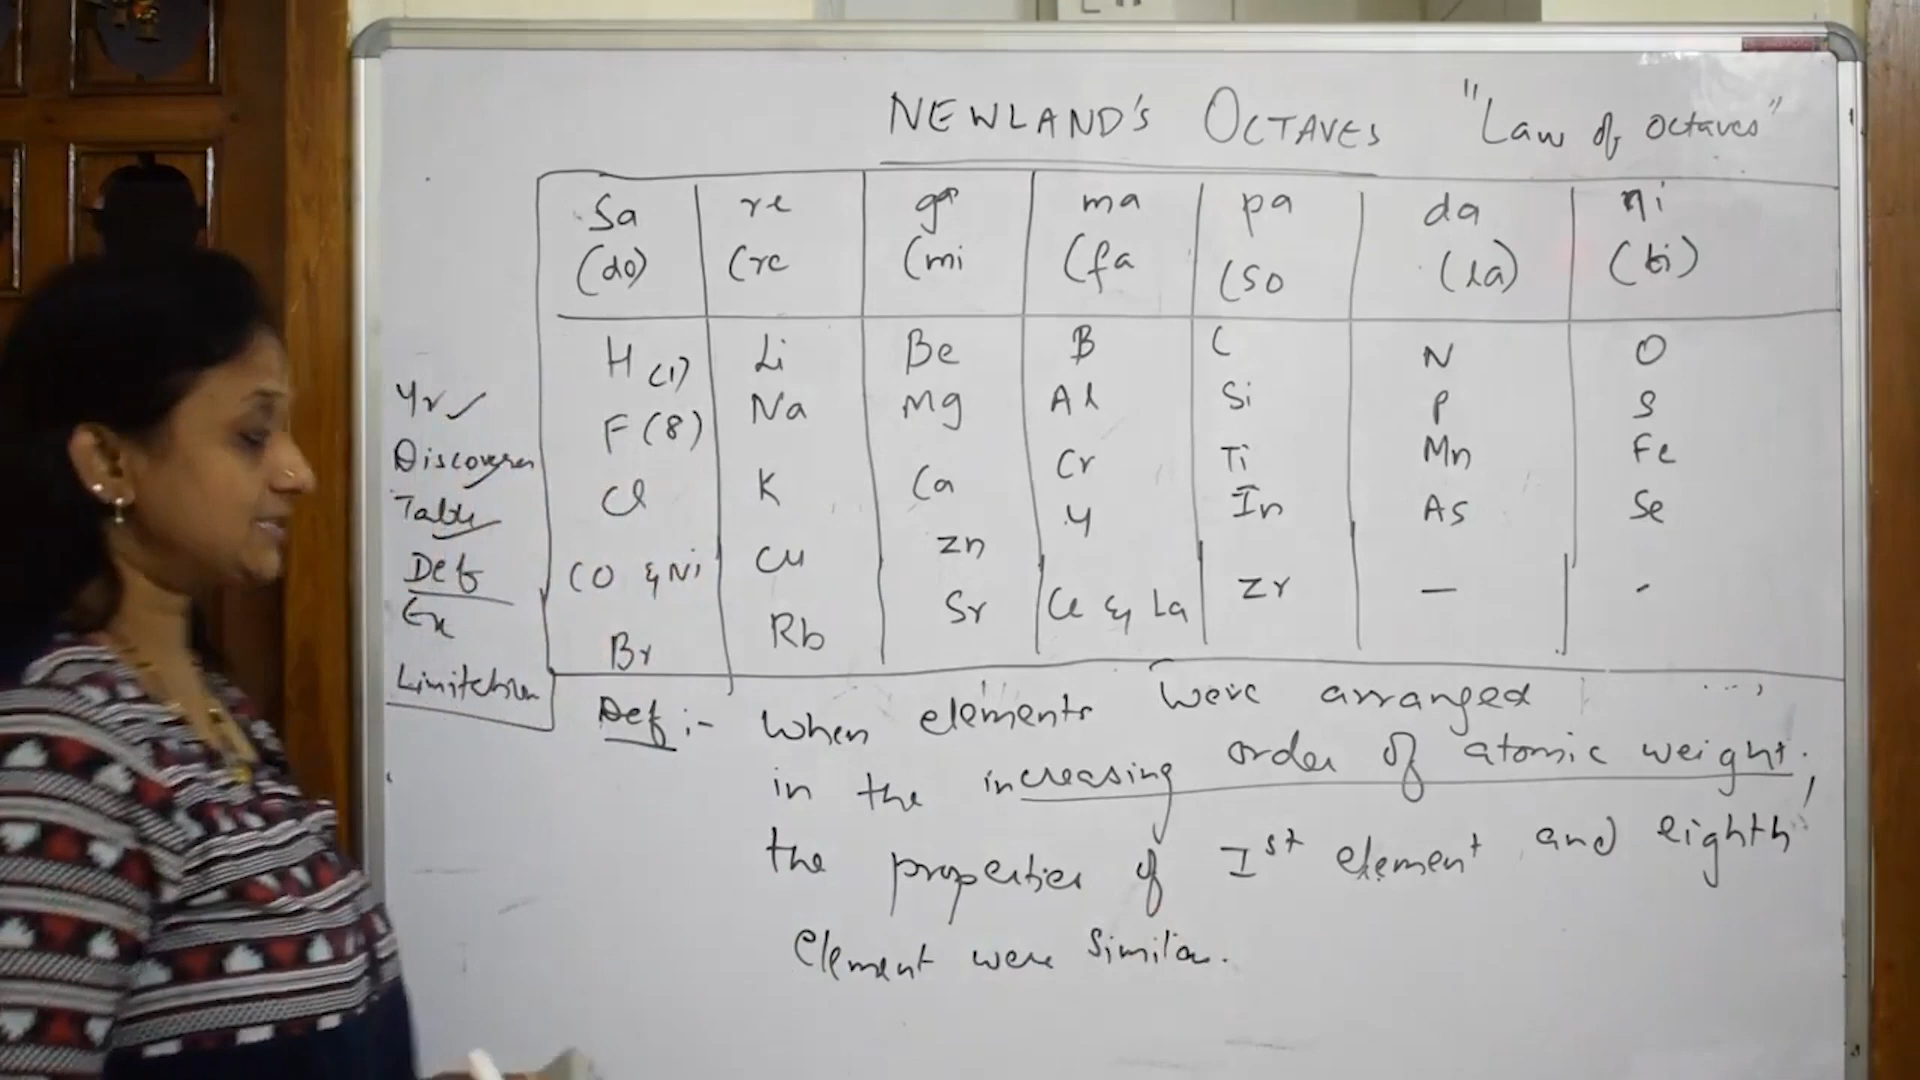 NEWLAND'S OCTAVES "Law of octaves"
Sa re ga ma pa da ni
(do) (re (mi (fa (so (la) (ti)
H (1) Li Be B C N O
F (8) Na Mg Al Si P S
Cl K Ca Cr Ti Mn Fe
CO & Ni Cu Zn Y In As Se
Br Rb Sr Ce & La Zr — -
Yr ✓
Discoverer
Table
Def
Ex
Limitation
Def :- When elements were arranged
in the increasing order of atomic weight.
the properties of Ist element and eighth
element were similar.